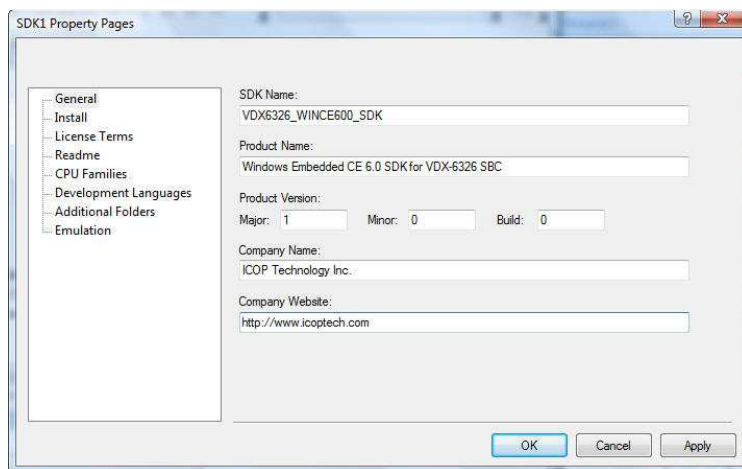 SDK1 Property Pages
General
Install
License Terms
Readme
CPU Families
Development Languages
Additional Folders
Emulation
SDK Name:
VDX6326_WINCE600_SDK
Product Name:
Windows Embedded CE 6.0 SDK for VDX-6326 SBC
Product Version:
Major: 1 Minor: 0 Build: 0
Company Name:
ICOP Technology Inc.
Company Website:
http://www.icoptech.com
OK Cancel Apply